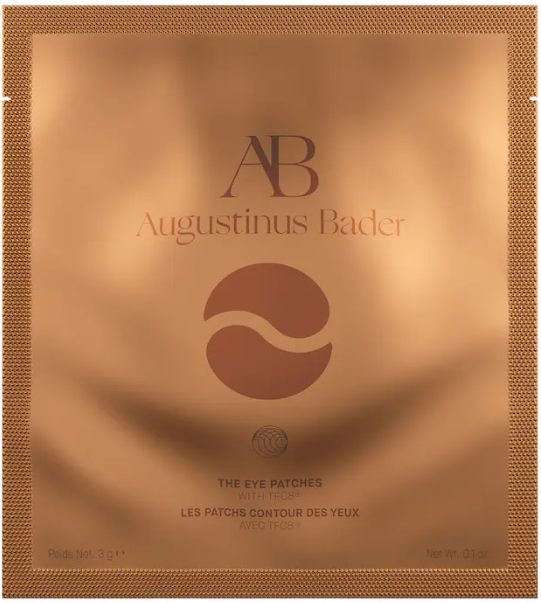 AB
Augustinus Bader
THE EYE PATCHES
WITH TFC8®
LES PATCHS CONTOUR DES YEUX
AVEC TFC8®
Poids Net. 3 g ℮ Net Wt. 0.1 oz.